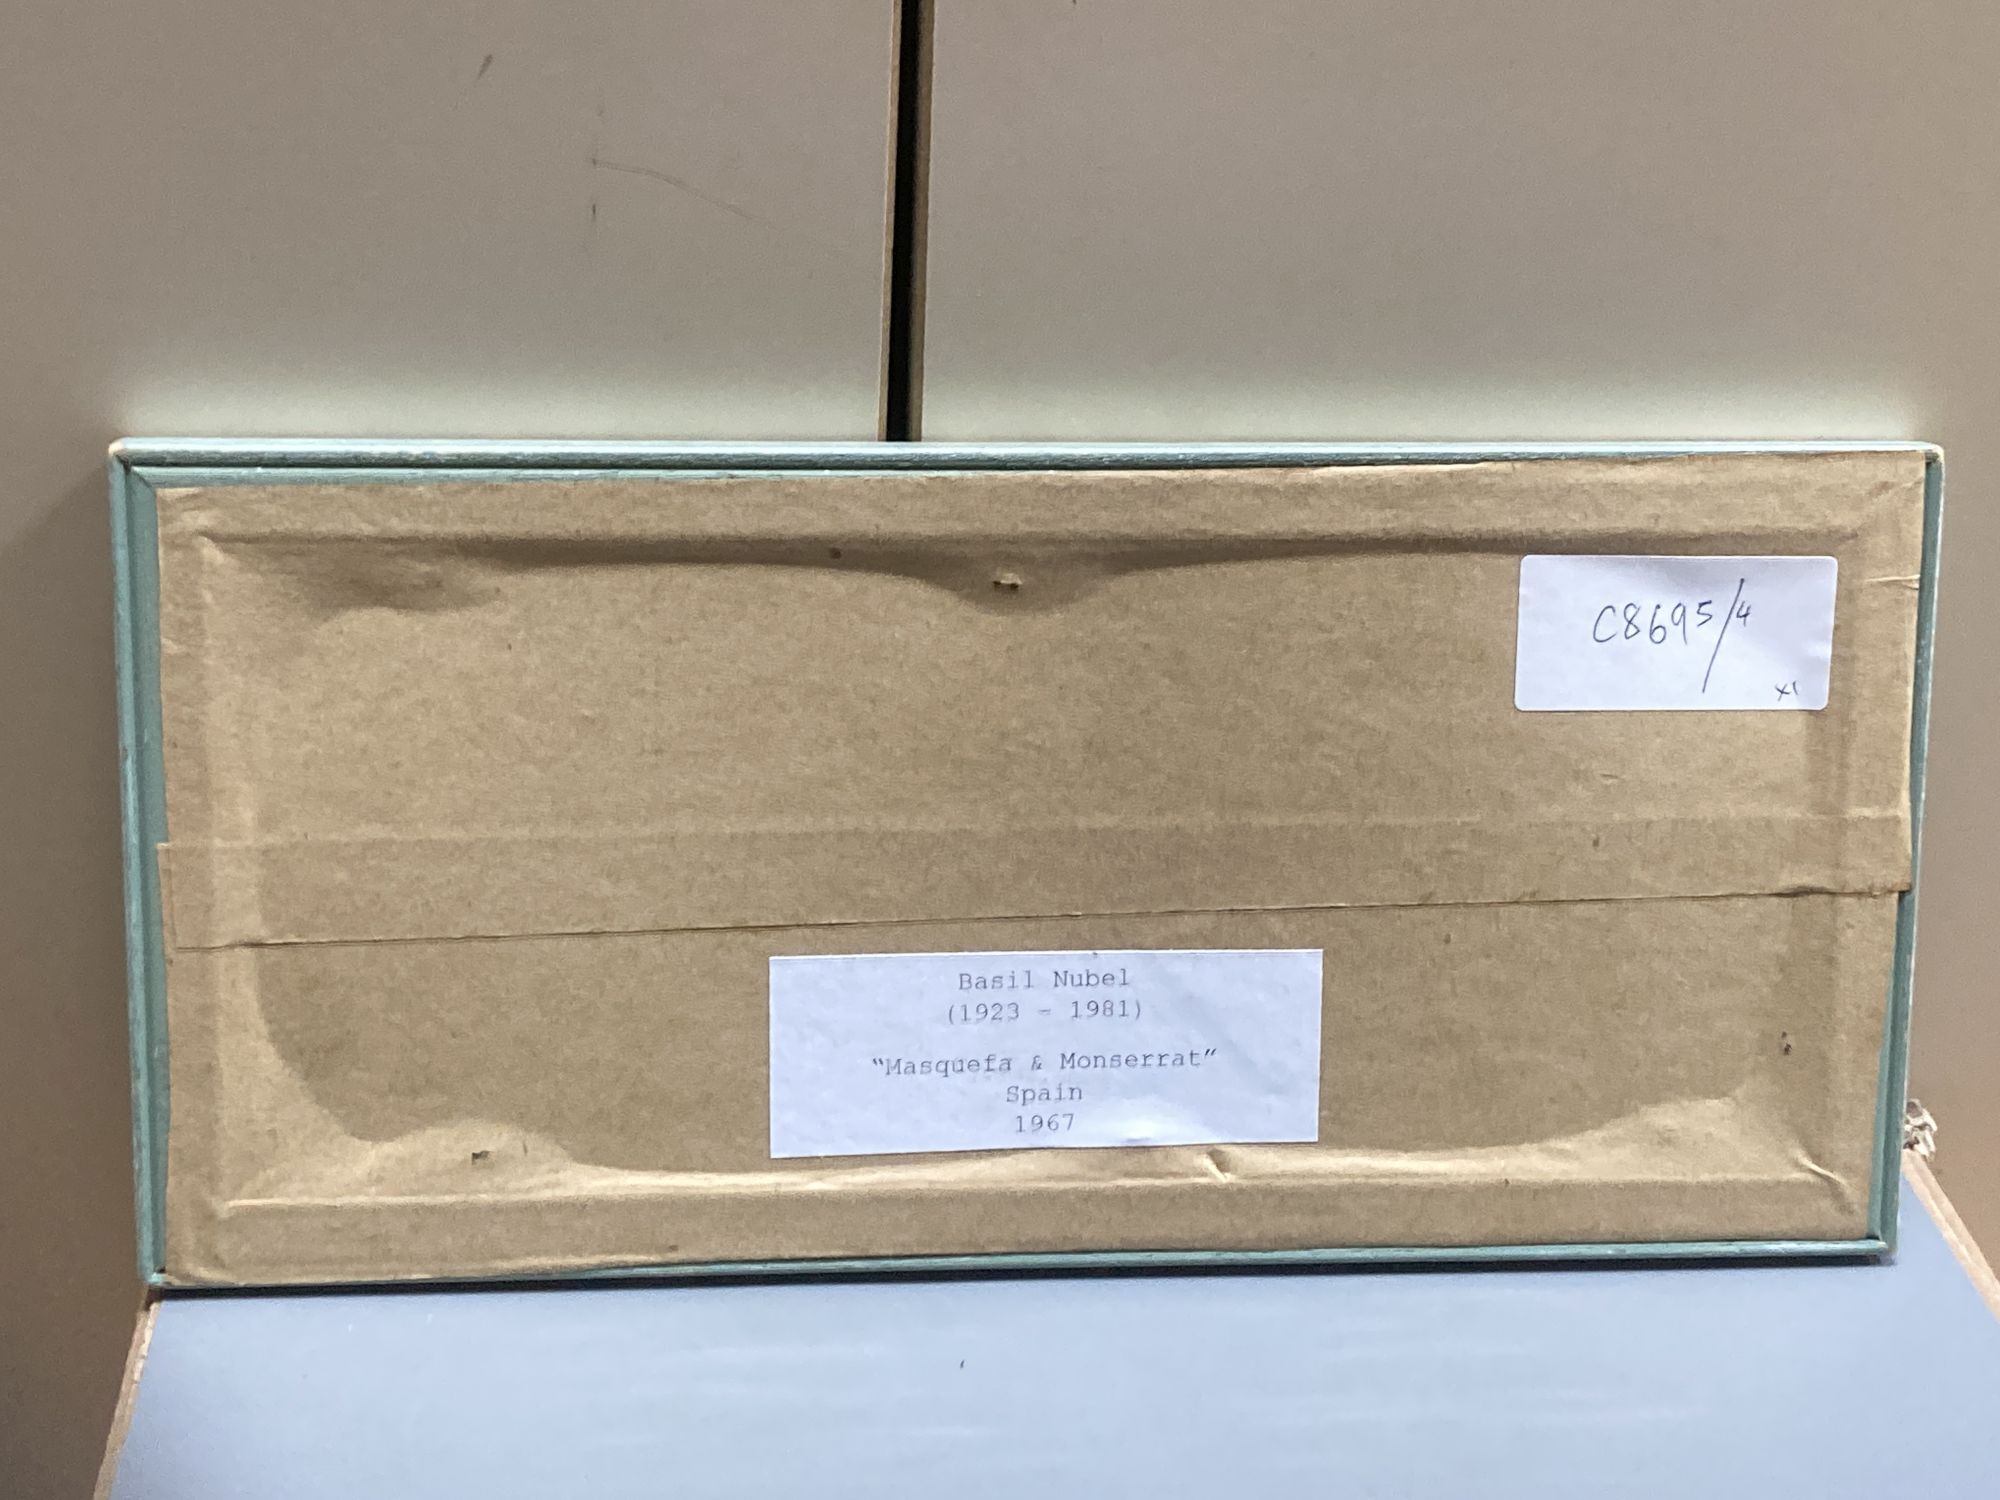 C8695/4
x1
Basil Nubel
(1923 - 1981)
"Masquefa & Monserrat"
Spain
1967